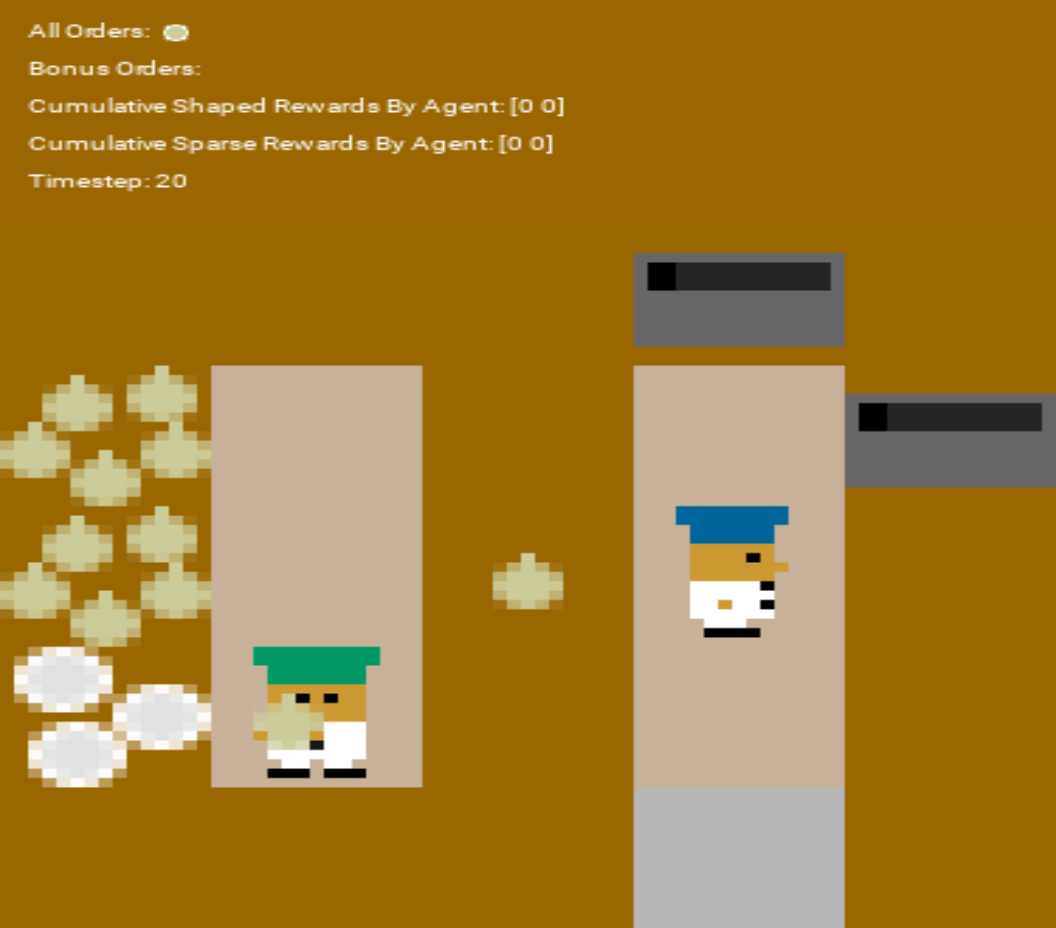 All Orders:
Bonus Orders:
Cumulative Shaped Rewards By Agent: [0 0]
Cumulative Sparse Rewards By Agent: [0 0]
Timestep: 20